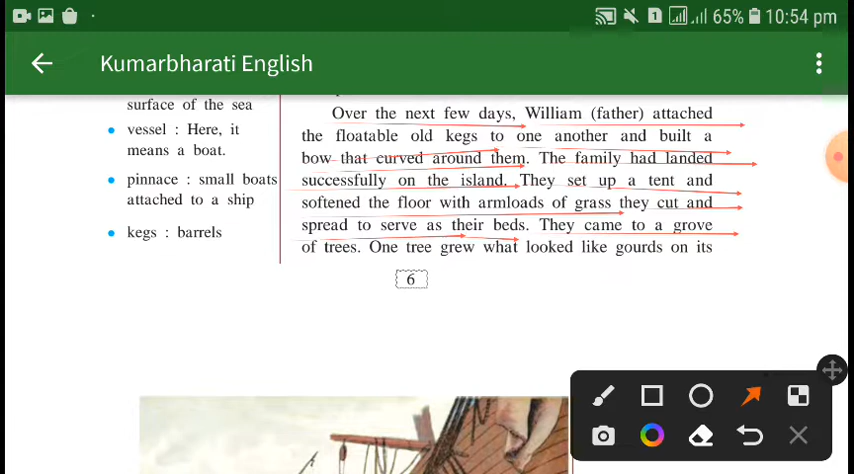 1
65%
10:54 pm
Kumarbharati English
surface of the sea
vessel : Here, it
means a boat.
pinnace : small boats
attached to a ship
kegs : barrels
Over the next few days, William (father) attached
the floatable old kegs to one another and built a
bow that curved around them. The family had landed
successfully on the island. They set up a tent and
softened the floor with armloads of grass they cut and
spread to serve as their beds. They came to a grove
of trees. One tree grew what looked like gourds on its
6